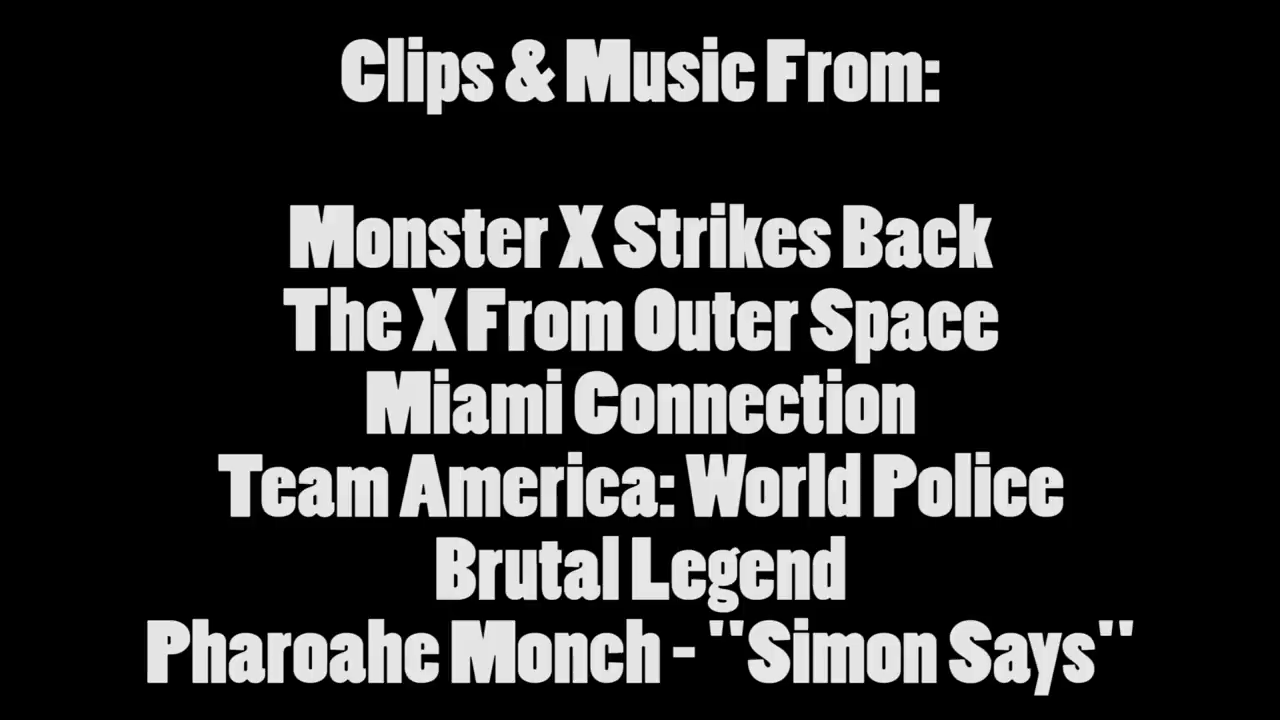 Clips & Music From:
Monster X Strikes Back
The X From Outer Space
Miami Connection
Team America: World Police
Brutal Legend
Pharoahe Monch - "Simon Says"